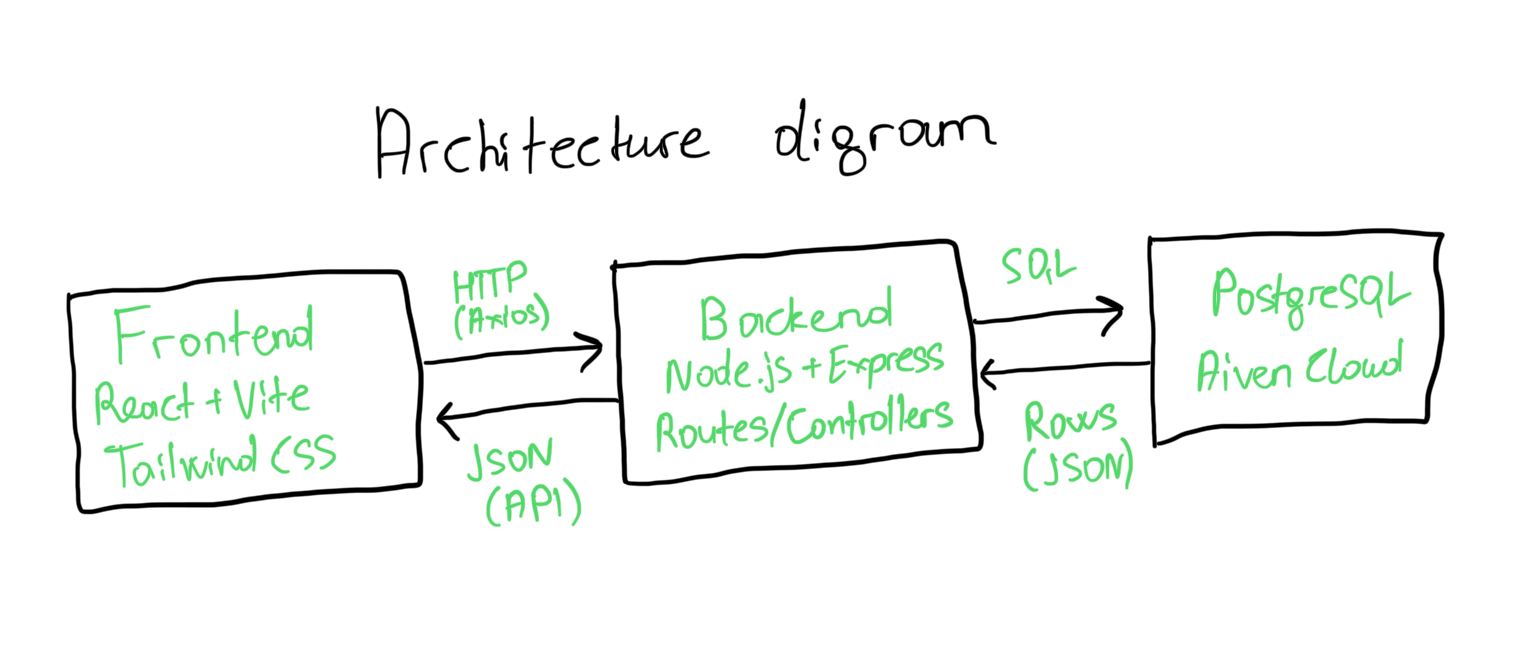 Architecture digram
Frontend
React + Vite
Tailwind CSS
HTTP
(Axios)
JSON
(API)
Backend
Node.js + Express
Routes/Controllers
SQL
Rows
(JSON)
PostgreSQL
Aiven Cloud